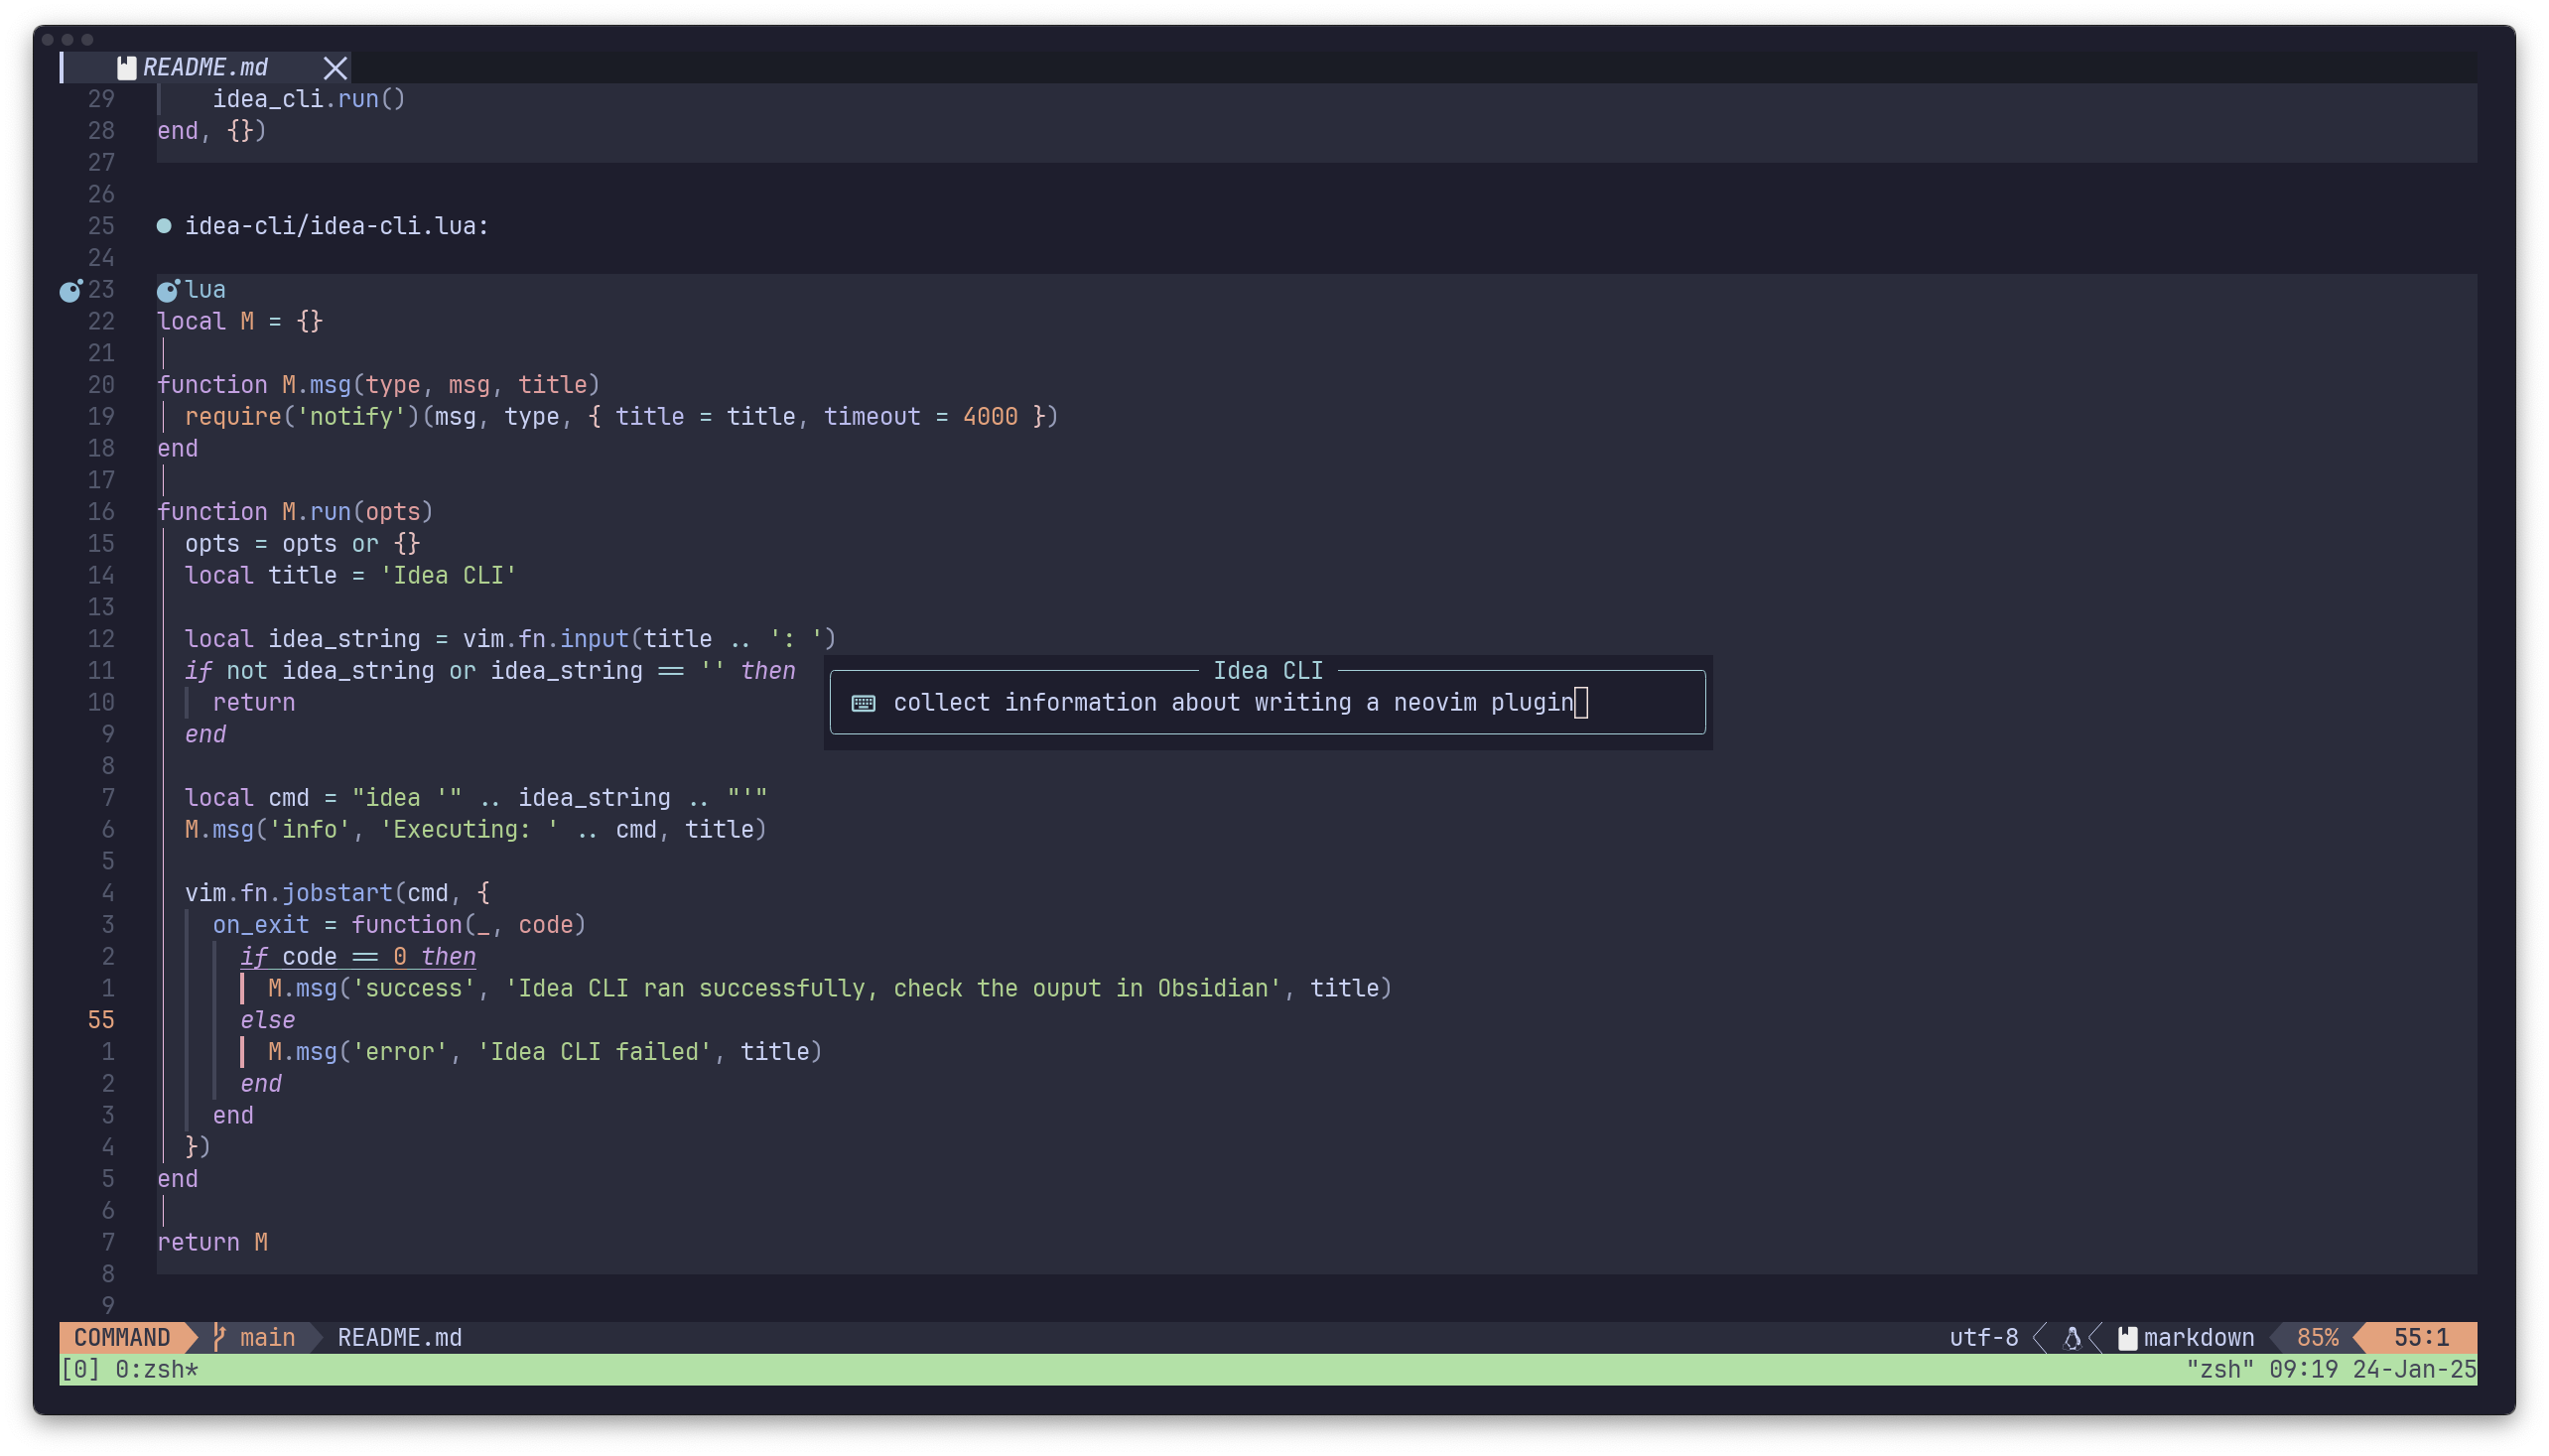 README.md
29 idea_cli.run()
28 end, {})
27
26
25 ● idea-cli/idea-cli.lua:
24
23 lua
22 local M = {}
21
20 function M.msg(type, msg, title)
19 require('notify')(msg, type, { title = title, timeout = 4000 })
18 end
17
16 function M.run(opts)
15 opts = opts or {}
14 local title = 'Idea CLI'
13
12 local idea_string = vim.fn.input(title .. ': ')
11 if not idea_string or idea_string == '' then
10 return
9 end
8
7 local cmd = "idea '" .. idea_string .. "'"
6 M.msg('info', 'Executing: ' .. cmd, title)
5
4 vim.fn.jobstart(cmd, {
3 on_exit = function(_, code)
2 if code == 0 then
1 M.msg('success', 'Idea CLI ran successfully, check the ouput in Obsidian', title)
55 else
1 M.msg('error', 'Idea CLI failed', title)
2 end
3 end
4 })
5 end
6
7 return M
8
9
Idea CLI
collect information about writing a neovim plugin
COMMAND main README.md utf-8 markdown 85% 55:1
[0] 0:zsh* "zsh" 09:19 24-Jan-25